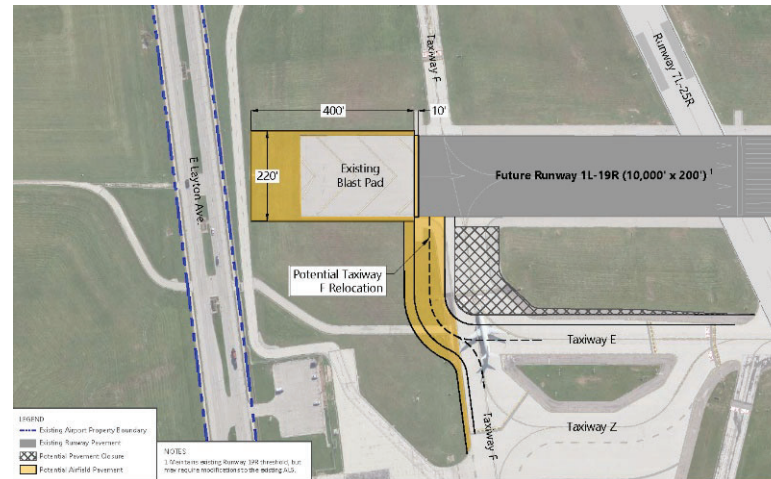 Taxiway F
Runway 7L-25R
400'
10'
E Layton Ave.
220'
Existing
Blast Pad
Future Runway 1L-19R (10,000' x 200') 1
Potential Taxiway
F Relocation
Taxiway E
Taxiway F
Taxiway Z
LEGEND
Existing Airport Property Boundary
Existing Runway Pavement
Potential Pavement Closure
Potential Airfield Pavement
NOTES
1 Maintains existing Runway 19R threshold, but
may require modifications to the existing ALS.